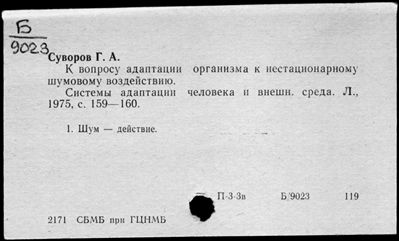 Б
9023
Суворов Г. А.
К вопросу адаптации организма к нестационарному
шумовому воздействию.
Системы адаптации человека и внешн. среда. Л.,
1975, с. 159—160.
1. Шум — действие.
П-3-3в Б/9023 119
2171 СБМБ при ГЦНМБ